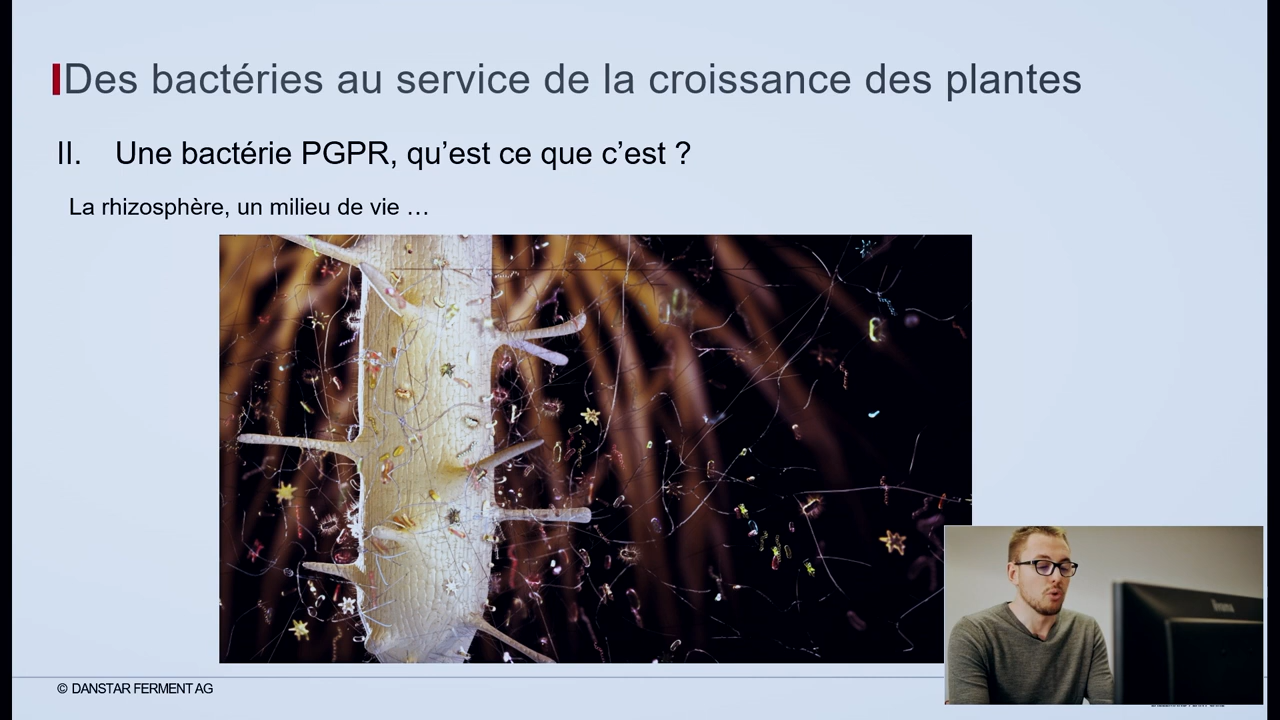 Des bactéries au service de la croissance des plantes
II. Une bactérie PGPR, qu’est ce que c’est ?
La rhizosphère, un milieu de vie …
© DANSTAR FERMENT AG